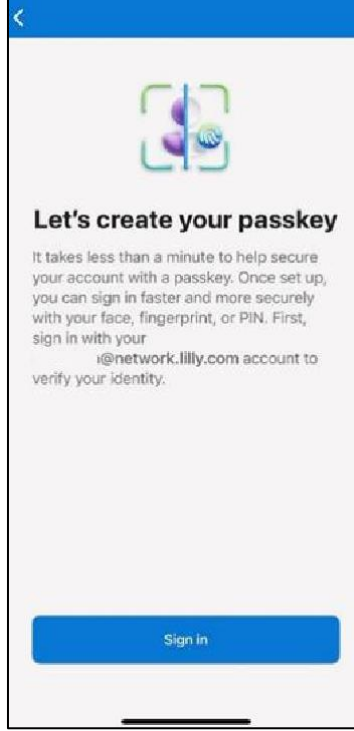 Let's create your passkey
It takes less than a minute to help secure
your account with a passkey. Once set up,
you can sign in faster and more securely
with your face, fingerprint, or PIN. First,
sign in with your
@network.lilly.com account to
verify your identity.
Sign in